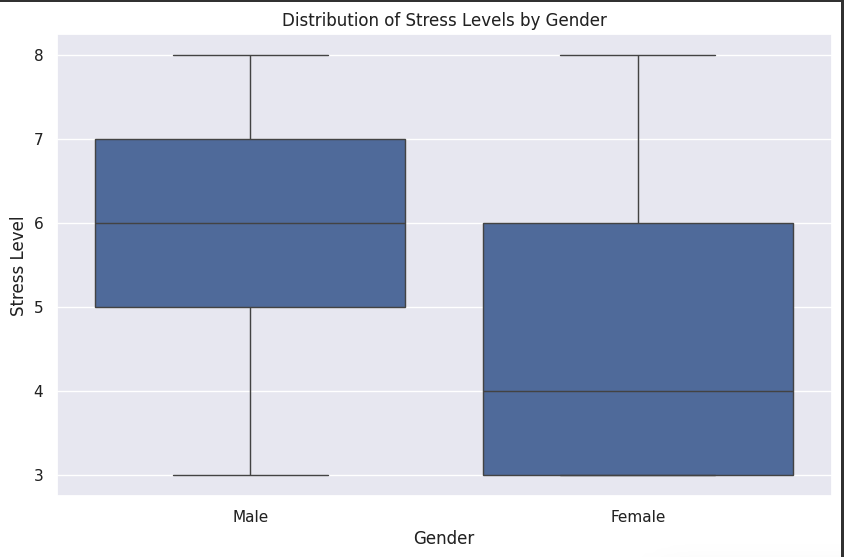 Distribution of Stress Levels by Gender
Stress Level
8
7
6
5
4
3
Male
Female
Gender